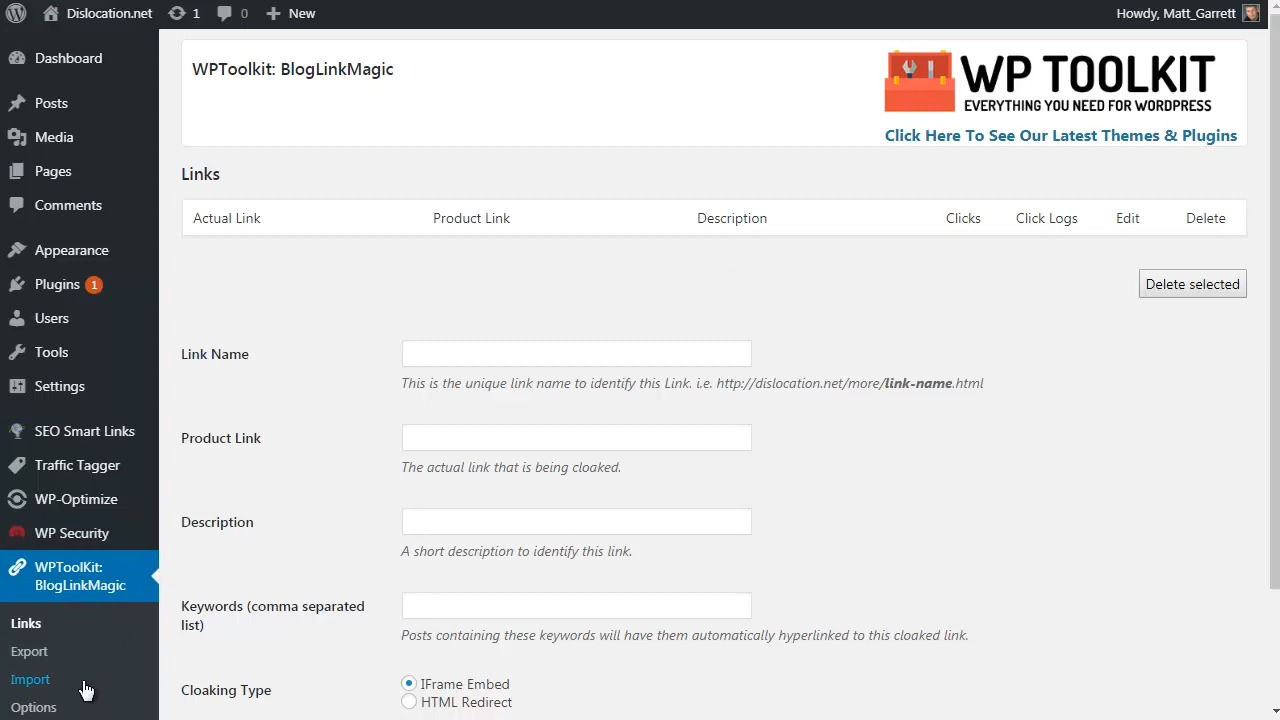 Dislocation.net
1
0
New
Howdy, Matt_Garrett
Dashboard
Posts
Media
Pages
Comments
Appearance
Plugins 1
Users
Tools
Settings
SEO Smart Links
Traffic Tagger
WP-Optimize
WP Security
WPToolKit:
BlogLinkMagic
Links
Export
Import
Options
WPToolkit: BlogLinkMagic
WP TOOLKIT
EVERYTHING YOU NEED FOR WORDPRESS
Click Here To See Our Latest Themes & Plugins
Links
Actual Link Product Link Description Clicks Click Logs Edit Delete
Delete selected
Link Name
This is the unique link name to identify this Link. i.e. http://dislocation.net/more/link-name.html
Product Link
The actual link that is being cloaked.
Description
A short description to identify this link.
Keywords (comma separated
list)
Posts containing these keywords will have them automatically hyperlinked to this cloaked link.
Cloaking Type
IFrame Embed
HTML Redirect